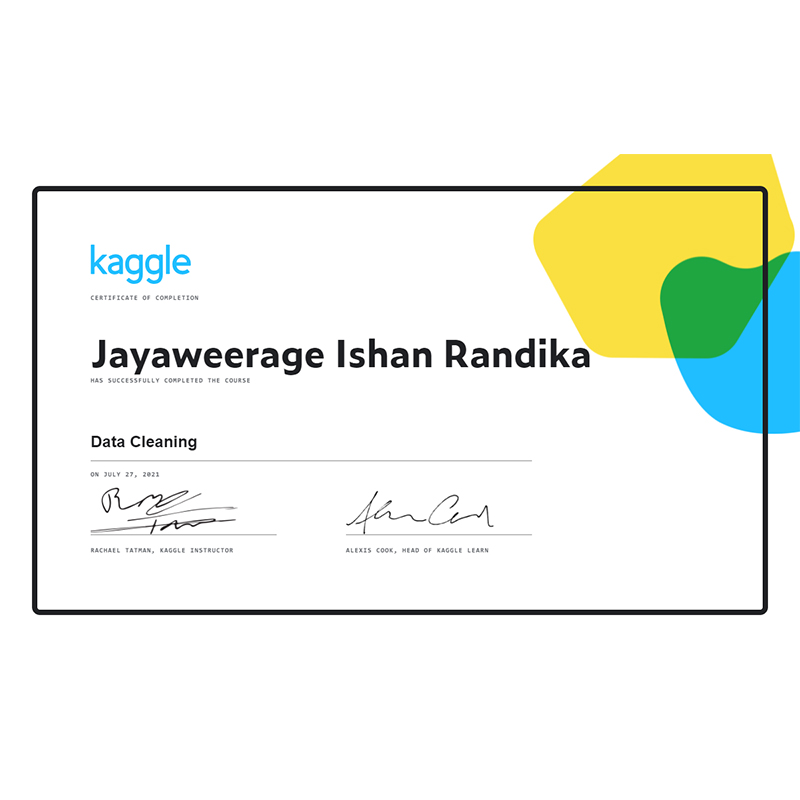 kaggle
CERTIFICATE OF COMPLETION
Jayaweerage Ishan Randika
HAS SUCCESSFULLY COMPLETED THE COURSE
Data Cleaning
ON JULY 27, 2021
RACHAEL TATMAN, KAGGLE INSTRUCTOR
ALEXIS COOK, HEAD OF KAGGLE LEARN